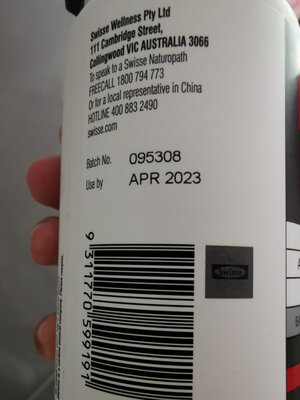 Swisse Wellness Pty Ltd
111 Cambridge Street,
Collingwood VIC AUSTRALIA 3066
To speak to a Swisse Naturopath
FREECALL 1800 794 773
Or for a local representative in China
HOTLINE 400 883 2490
swisse.com
Batch No. 095308
Use by APR 2023
Swisse
9311770599191